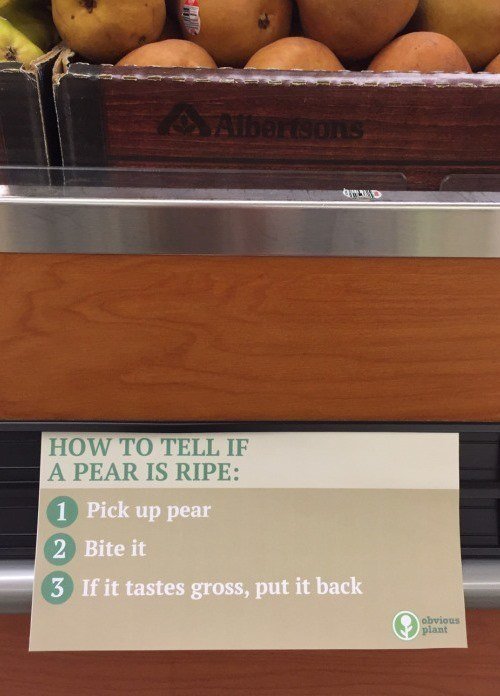 Albertsons
HOW TO TELL IF
A PEAR IS RIPE:
1 Pick up pear
2 Bite it
3 If it tastes gross, put it back
obvious
plant